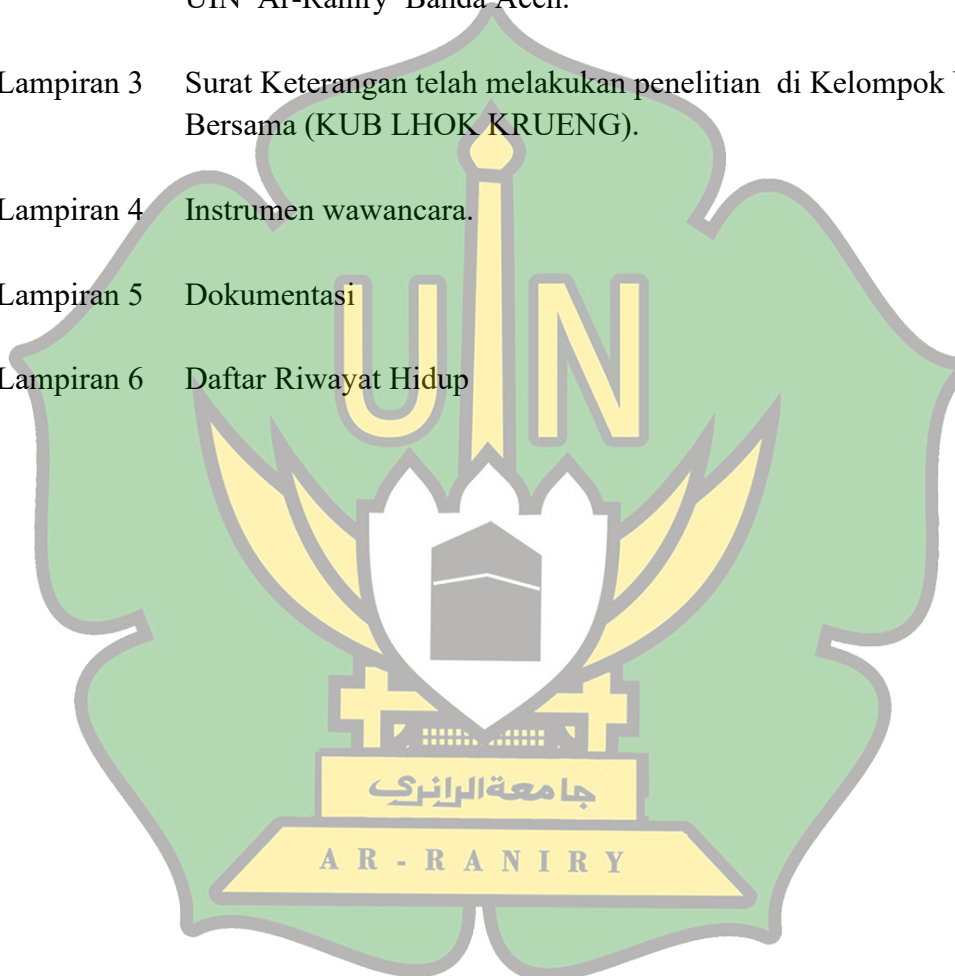 UIN Ar-Raniry Banda Aceh.
Lampiran 3 Surat Keterangan telah melakukan penelitian di Kelompok
Bersama (KUB LHOK KRUENG).
Lampiran 4 Instrumen wawancara.
Lampiran 5 Dokumentasi
Lampiran 6 Daftar Riwayat Hidup
UIN
جامعة الرانري
AR-RANIRY